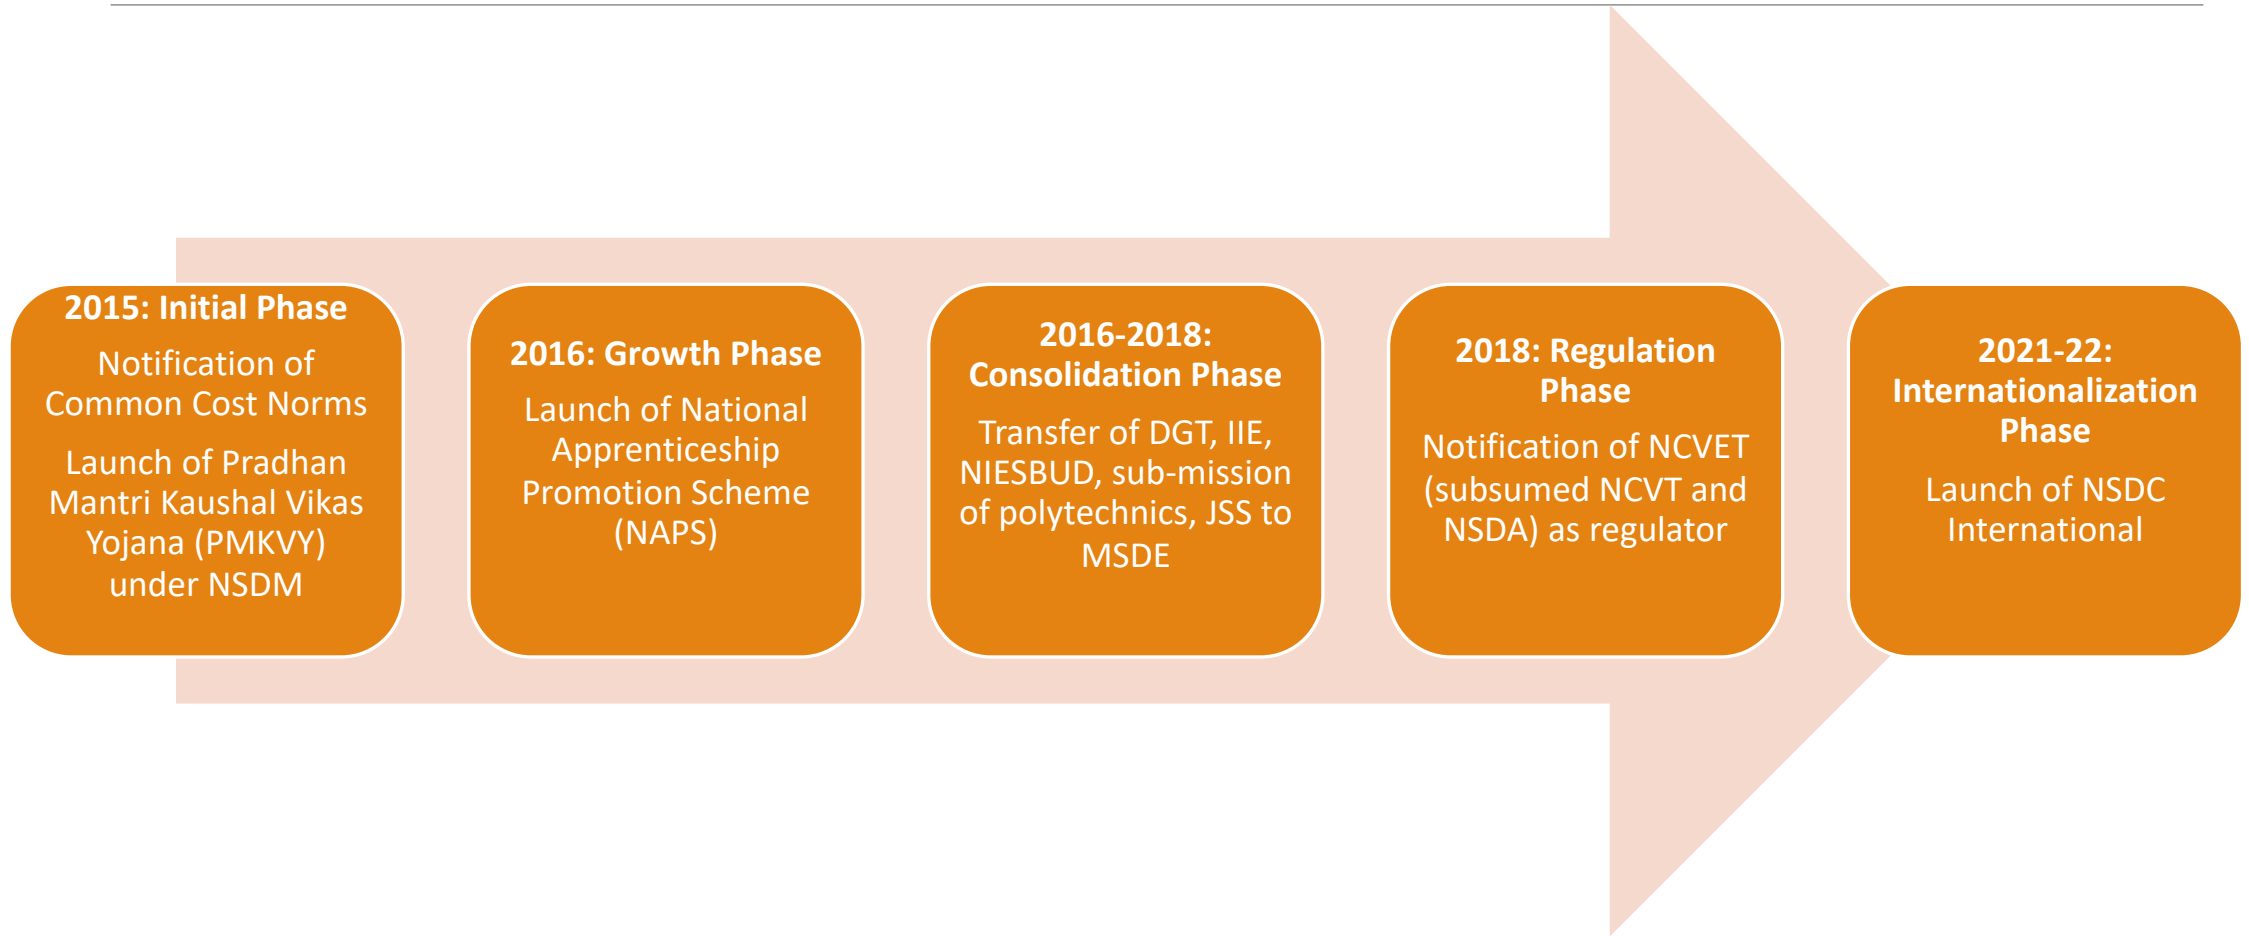 2015: Initial Phase
Notification of
Common Cost Norms
Launch of Pradhan
Mantri Kaushal Vikas
Yojana (PMKVY)
under NSDM
2016: Growth Phase
Launch of National
Apprenticeship
Promotion Scheme
(NAPS)
2016-2018:
Consolidation Phase
Transfer of DGT, IIE,
NIESBUD, sub-mission
of polytechnics, JSS to
MSDE
2018: Regulation
Phase
Notification of NCVET
(subsumed NCVT and
NSDA) as regulator
2021-22:
Internationalization
Phase
Launch of NSDC
International